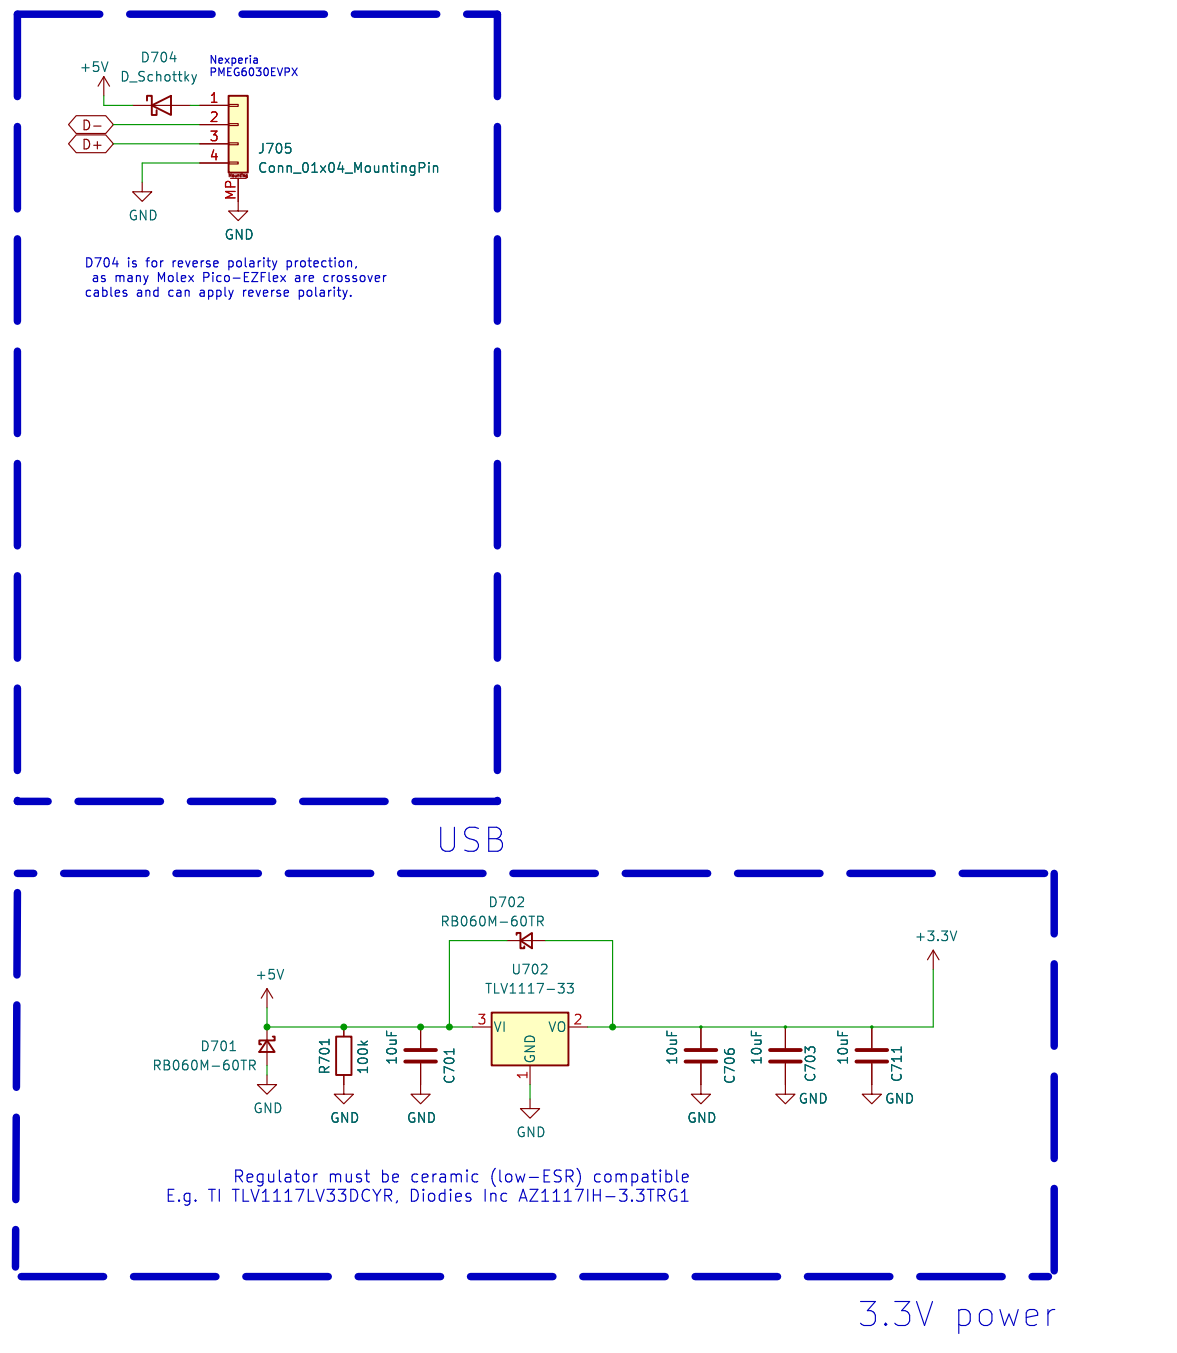 D704
D_Schottky
Nexperia
PMEG6030EVPX
+5V
1
D-
2
D+
3
4
J705
Conn_01x04_MountingPin
MP
GND
GND
D704 is for reverse polarity protection,
as many Molex Pico-EZFlex are crossover
cables and can apply reverse polarity.
USB
D702
RB060M-60TR
+3.3V
U702
TLV1117-33
+5V
3
VI
VO
2
GND
1
D701
RB060M-60TR
R701
100k
10uF
C701
10uF
C706
10uF
C703
10uF
C711
GND
GND
GND
GND
GND
GND
GND
Regulator must be ceramic (low-ESR) compatible
E.g. TI TLV1117LV33DCYR, Diodies Inc AZ1117IH-3.3TRG1
3.3V power